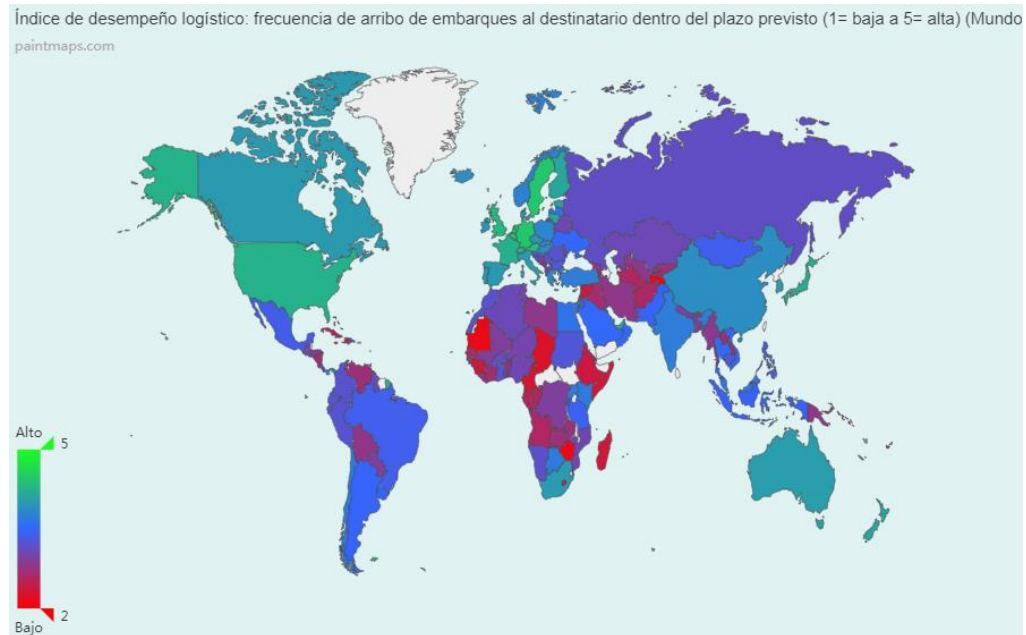 Índice de desempeño logístico: frecuencia de arribo de embarques al destinatario dentro del plazo previsto (1= baja a 5= alta) (Mundo
paintmaps.com
Alto
5
2
Bajo